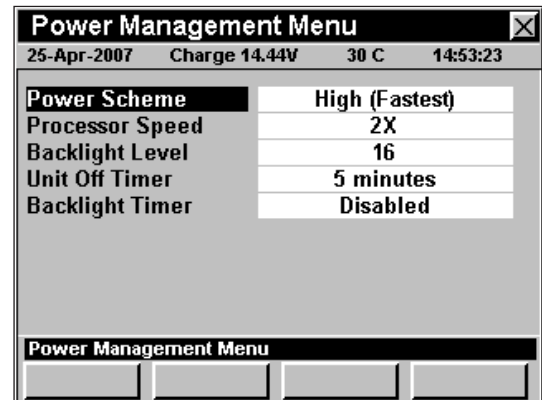 Power Management Menu
25-Apr-2007 Charge 14.44V 30 C 14:53:23
Power Scheme High (Fastest)
Processor Speed 2X
Backlight Level 16
Unit Off Timer 5 minutes
Backlight Timer Disabled
Power Management Menu